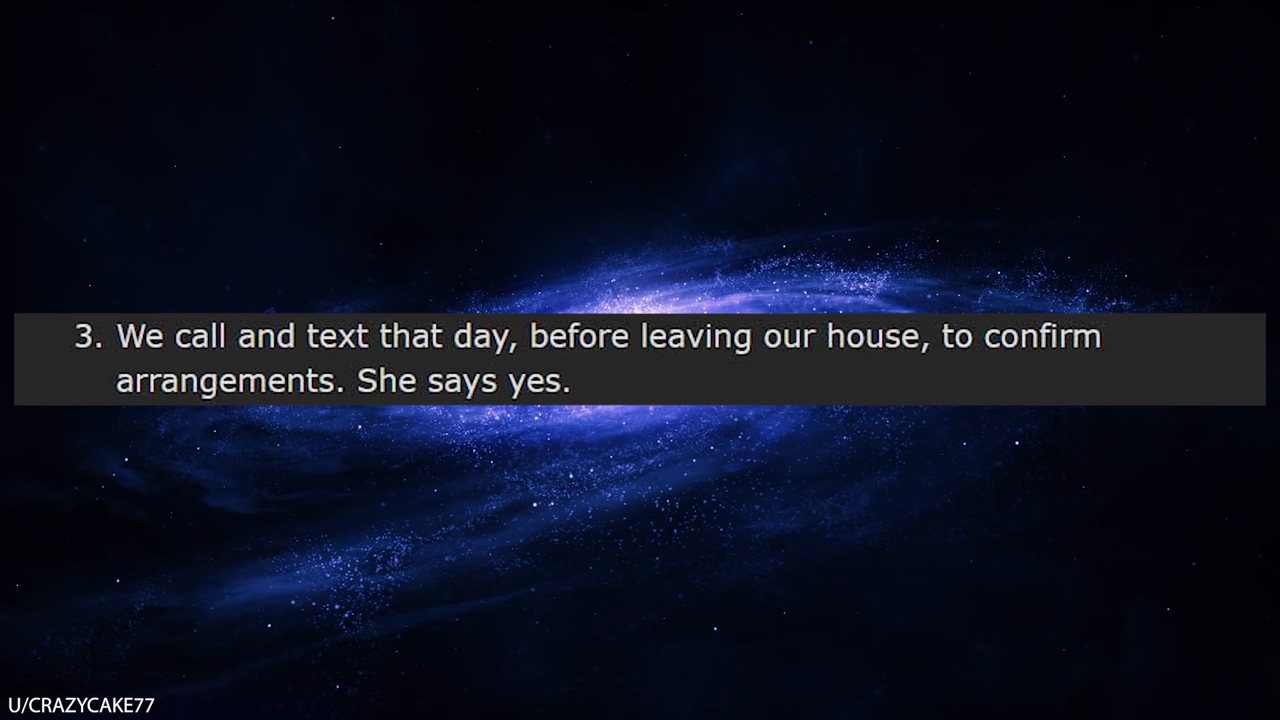 3. We call and text that day, before leaving our house, to confirm
arrangements. She says yes.
U/CRAZYCAKE77